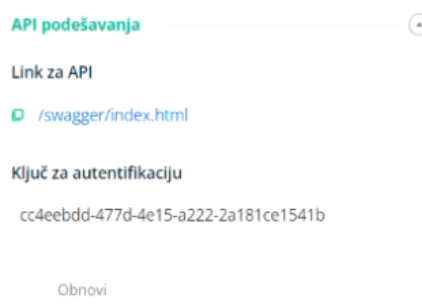 API podešavanja
Link za API
/swagger/index.html
Ključ za autentifikaciju
cc4eebdd-477d-4e15-a222-2a181ce1541b
Obnovi